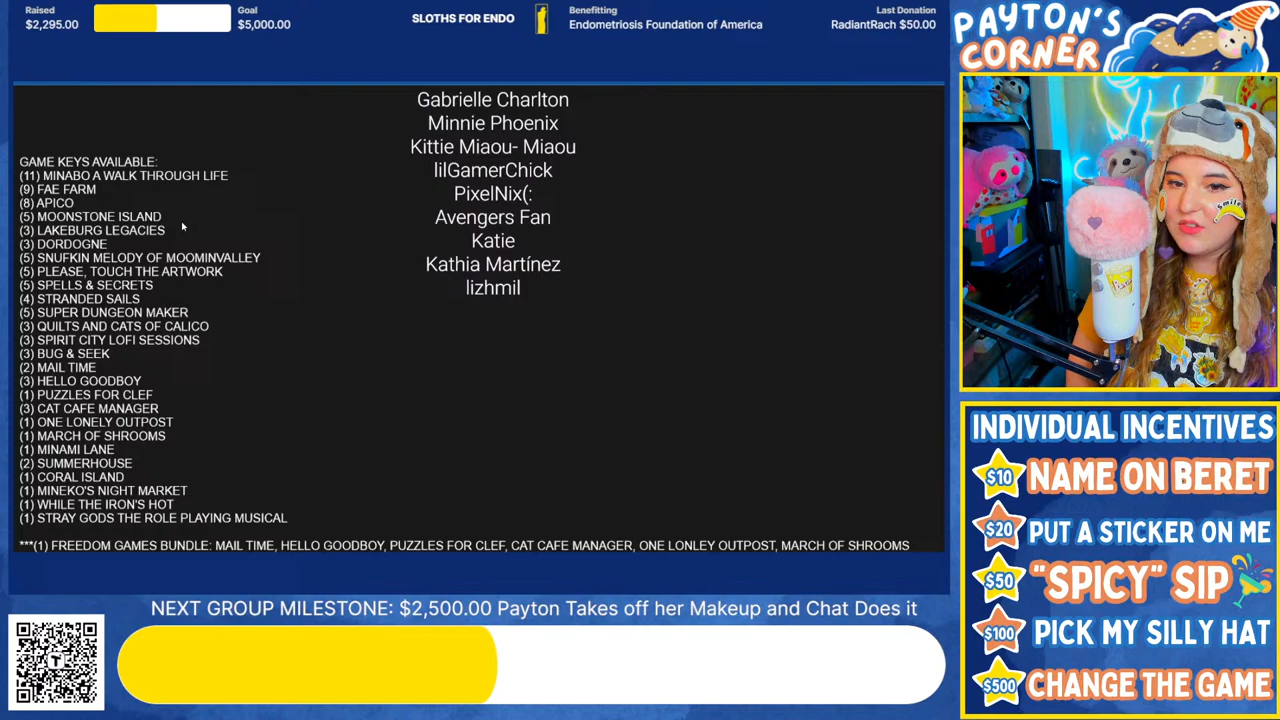 Raised
$2,295.00
Goal
$5,000.00
SLOTHS FOR ENDO
Benefitting
Endometriosis Foundation of America
Last Donation
RadiantRach $50.00
PAYTON'S
CORNER
Gabrielle Charlton
Minnie Phoenix
Kittie Miaou- Miaou
lilGamerChick
PixelNix(:
Avengers Fan
Katie
Kathia Martínez
lizhmil
GAME KEYS AVAILABLE:
(11) MINABO A WALK THROUGH LIFE
(9) FAE FARM
(8) APICO
(5) MOONSTONE ISLAND
(3) LAKEBURG LEGACIES
(3) DORDOGNE
(5) SNUFKIN MELODY OF MOOMINVALLEY
(5) PLEASE, TOUCH THE ARTWORK
(5) SPELLS & SECRETS
(4) STRANDED SAILS
(5) SUPER DUNGEON MAKER
(3) QUILTS AND CATS OF CALICO
(3) SPIRIT CITY LOFI SESSIONS
(3) BUG & SEEK
(2) MAIL TIME
(3) HELLO GOODBOY
(1) PUZZLES FOR CLEF
(3) CAT CAFE MANAGER
(1) ONE LONELY OUTPOST
(1) MARCH OF SHROOMS
(1) MINAMI LANE
(2) SUMMERHOUSE
(1) CORAL ISLAND
(1) MINEKO'S NIGHT MARKET
(1) WHILE THE IRON'S HOT
(1) STRAY GODS THE ROLE PLAYING MUSICAL
***(1) FREEDOM GAMES BUNDLE: MAIL TIME, HELLO GOODBOY, PUZZLES FOR CLEF, CAT CAFE MANAGER, ONE LONLEY OUTPOST, MARCH OF SHROOMS
Smile
INDIVIDUAL INCENTIVES
$10 NAME ON BERET
$20 PUT A STICKER ON ME
$50 "SPICY" SIP
$100 PICK MY SILLY HAT
$500 CHANGE THE GAME
NEXT GROUP MILESTONE: $2,500.00 Payton Takes off her Makeup and Chat Does it